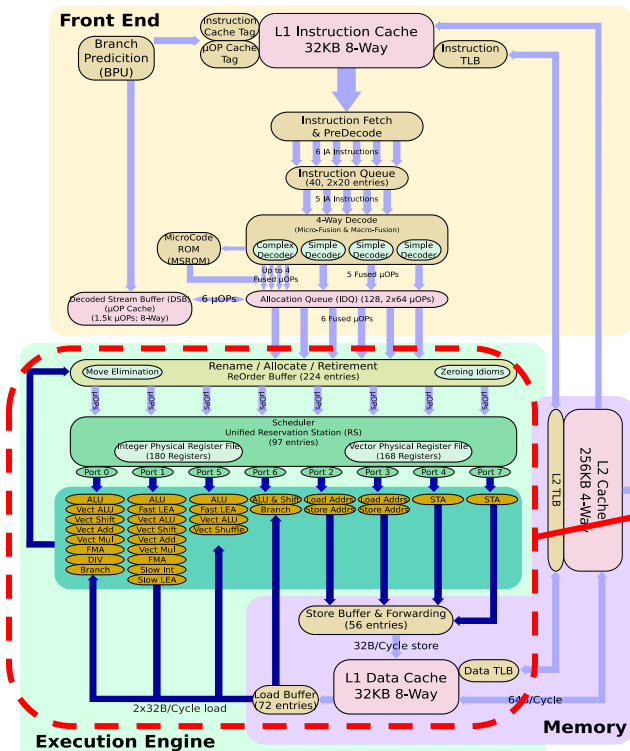 Front End
Instruction
Cache Tag
µOP Cache
Tag
L1 Instruction Cache
32KB 8-Way
Instruction
TLB
Branch
Predicition
(BPU)
Instruction Fetch
& PreDecode
6 IA Instructions
Instruction Queue
(40, 2x20 entries)
5 IA Instructions
4-Way Decode
(Micro-Fusion & Macro-Fusion)
Complex
Decoder
Simple
Decoder
Simple
Decoder
Simple
Decoder
MicroCode
ROM
(MSROM)
Up to 4
Fused µOPs
5 Fused µOPs
Decoded Stream Buffer (DSB)
(µOP Cache)
(1.5k µOPs; 8-Way)
6 µOPs
Allocation Queue (IDQ) (128, 2x64 µOPs)
6 Fused µOPs
Rename / Allocate / Retirement
ReOrder Buffer (224 entries)
Move Elimination
Zeroing Idioms
µOPs
µOPs
µOPs
µOPs
µOPs
µOPs
µOPs
µOPs
Scheduler
Unified Reservation Station (RS)
(97 entries)
Integer Physical Register File
(180 Registers)
Vector Physical Register File
(168 Registers)
Port 0
Port 1
Port 5
Port 6
Port 2
Port 3
Port 4
Port 7
ALU
Vect ALU
Vect Shift
Vect Add
Vect Mul
FMA
DIV
Branch
ALU
Fast LEA
Vect ALU
Vect Shift
Vect Add
Vect Mul
FMA
Slow Int
Slow LEA
ALU
Fast LEA
Vect ALU
Vect Shuffle
ALU & Shift
Branch
Load Addrs
Store Addrs
Load Addrs
Store Addrs
STA
STA
L2 TLB
L2 Cache
256KB 4-Way
Store Buffer & Forwarding
(56 entries)
32B/Cycle store
L1 Data Cache
32KB 8-Way
Data TLB
Load Buffer
(72 entries)
2x32B/Cycle load
64B/Cycle
Execution Engine
Memory